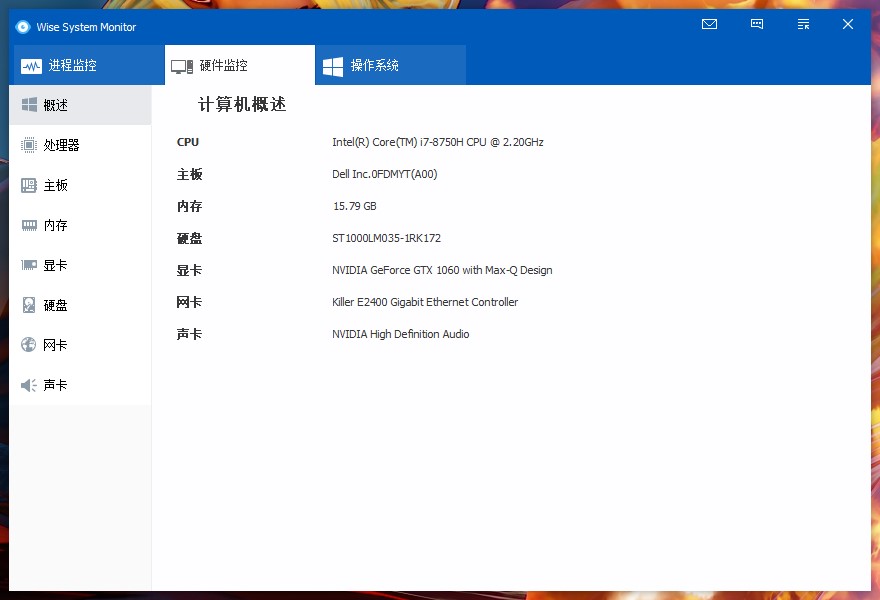 Wise System Monitor
进程监控
硬件监控
操作系统
概述
处理器
主板
内存
显卡
硬盘
网卡
声卡
计算机概述
CPU Intel(R) Core(TM) i7-8750H CPU @ 2.20GHz
主板 Dell Inc.0FDMYT(A00)
内存 15.79 GB
硬盘 ST1000LM035-1RK172
显卡 NVIDIA GeForce GTX 1060 with Max-Q Design
网卡 Killer E2400 Gigabit Ethernet Controller
声卡 NVIDIA High Definition Audio